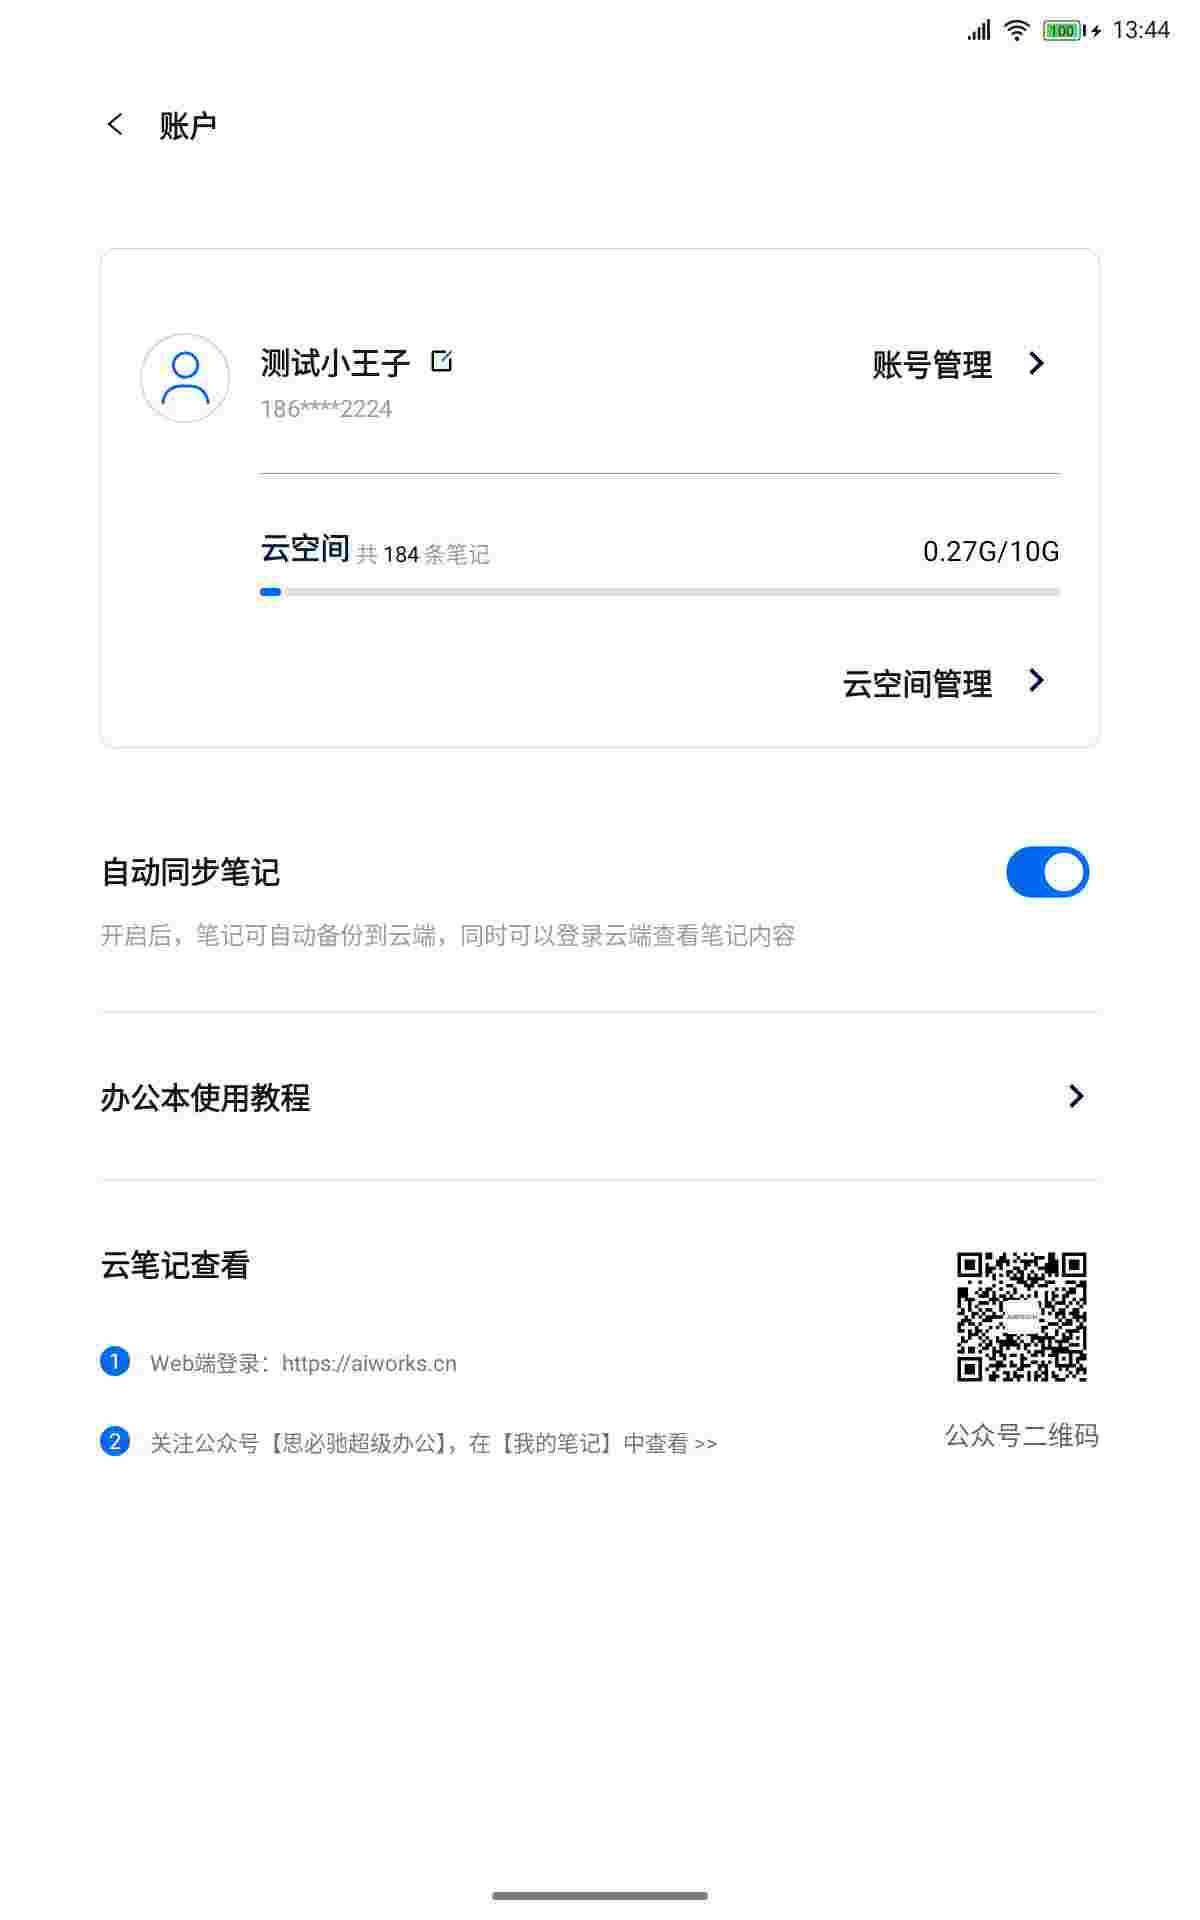 100 13:44
账户
测试小王子
186****2224
账号管理
云空间 共 184 条笔记
0.27G/10G
云空间管理
自动同步笔记
开启后，笔记可自动备份到云端，同时可以登录云端查看笔记内容
办公本使用教程
云笔记查看
1 Web端登录：https://aiworks.cn
2 关注公众号【思必驰超级办公】，在【我的笔记】中查看 >>
公众号二维码